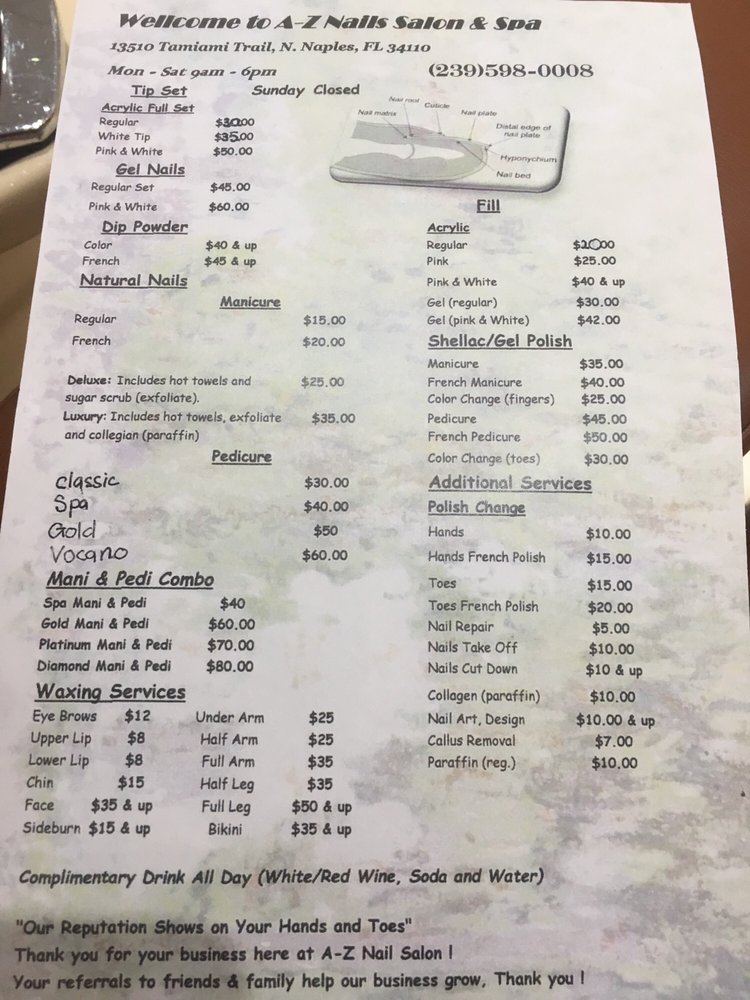 Wellcome to A-Z Nails Salon & Spa
13510 Tamiami Trail, N. Naples, FL 34110
Mon - Sat 9am - 6pm (239)598-0008
Tip Set Sunday Closed
Acrylic Full Set
Regular $30.00
White Tip $35.00
Pink & White $50.00
Gel Nails
Regular Set $45.00
Pink & White $60.00
Dip Powder
Color $40 & up
French $45 & up
Natural Nails
Manicure
Regular $15.00
French $20.00
Deluxe: Includes hot towels and $25.00
sugar scrub (exfoliate).
Luxury: Includes hot towels, exfoliate $35.00
and collegian (paraffin)
Pedicure
Classic $30.00
Spa $40.00
Gold $50
Vocano $60.00
Mani & Pedi Combo
Spa Mani & Pedi $40
Gold Mani & Pedi $60.00
Platinum Mani & Pedi $70.00
Diamond Mani & Pedi $80.00
Waxing Services
Eye Brows $12 Under Arm $25
Upper Lip $8 Half Arm $25
Lower Lip $8 Full Arm $35
Chin $15 Half Leg $35
Face $35 & up Full Leg $50 & up
Sideburn $15 & up Bikini $35 & up
Nail root
Cuticle
Nail matrix
Nail plate
Distal edge of
nail plate
Hyponychium
Nail bed
Fill
Acrylic
Regular $20.00
Pink $25.00
Pink & White $40 & up
Gel (regular) $30.00
Gel (pink & White) $42.00
Shellac/Gel Polish
Manicure $35.00
French Manicure $40.00
Color Change (fingers) $25.00
Pedicure $45.00
French Pedicure $50.00
Color Change (toes) $30.00
Additional Services
Polish Change
Hands $10.00
Hands French Polish $15.00
Toes $15.00
Toes French Polish $20.00
Nail Repair $5.00
Nails Take Off $10.00
Nails Cut Down $10 & up
Collagen (paraffin) $10.00
Nail Art, Design $10.00 & up
Callus Removal $7.00
Paraffin (reg.) $10.00
Complimentary Drink All Day (White/Red Wine, Soda and Water)
"Our Reputation Shows on Your Hands and Toes"
Thank you for your business here at A-Z Nail Salon !
Your referrals to friends & family help our business grow, Thank you !